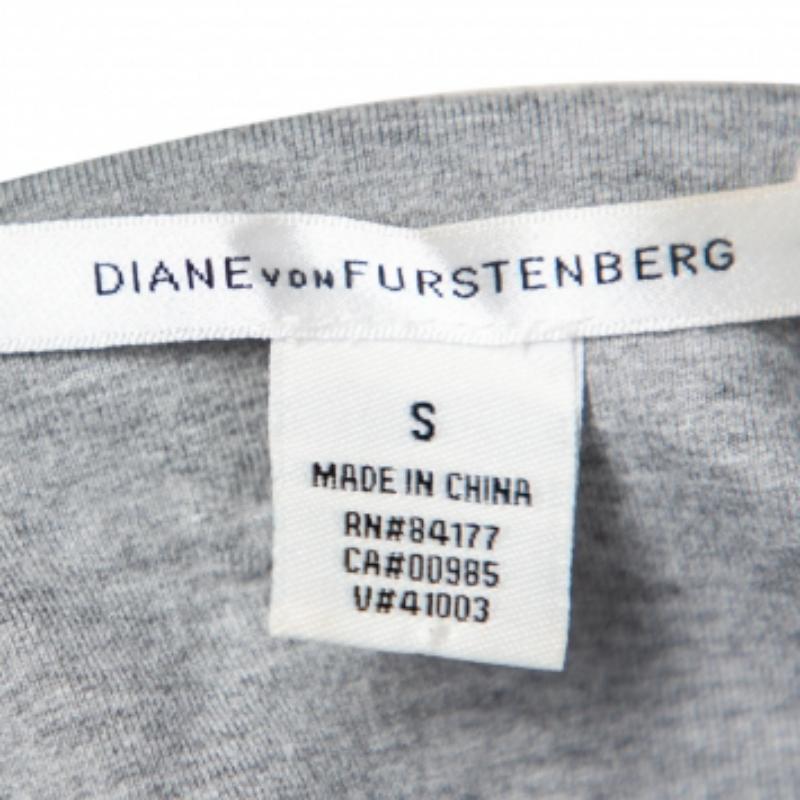 DIANE VON FURSTENBERG
S
MADE IN CHINA
RN#84177
CA#00985
V#41003